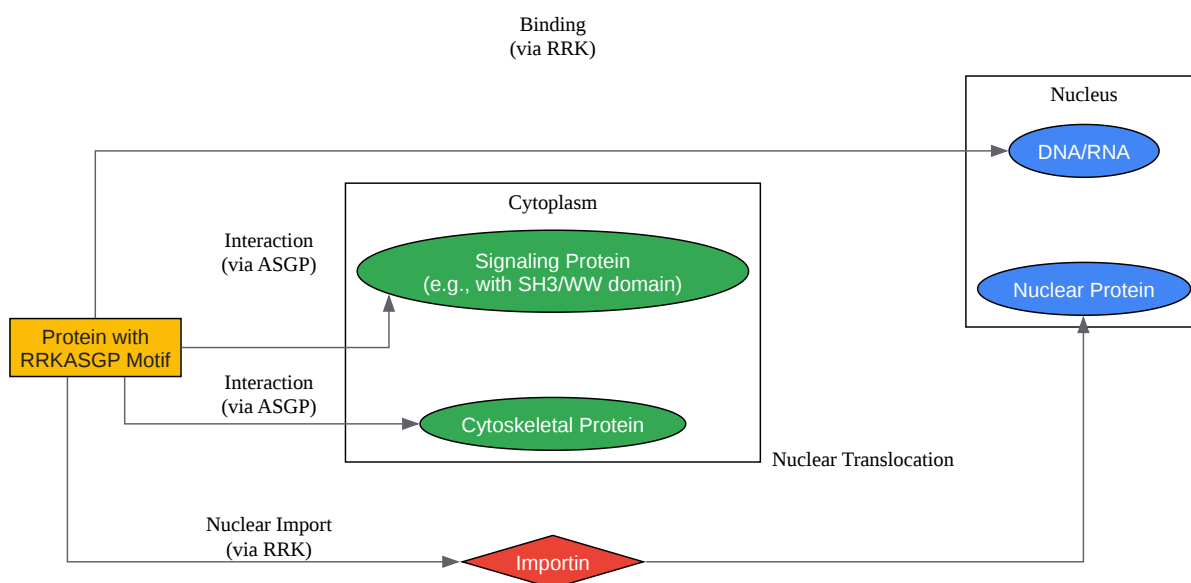 Binding
(via RRK)
Nucleus
DNA/RNA
Cytoplasm
Interaction
(via ASGP)
Signaling Protein
(e.g., with SH3/WW domain)
Nuclear Protein
Protein with
RRKASGP Motif
Interaction
(via ASGP)
Cytoskeletal Protein
Nuclear Translocation
Nuclear Import
(via RRK)
Importin